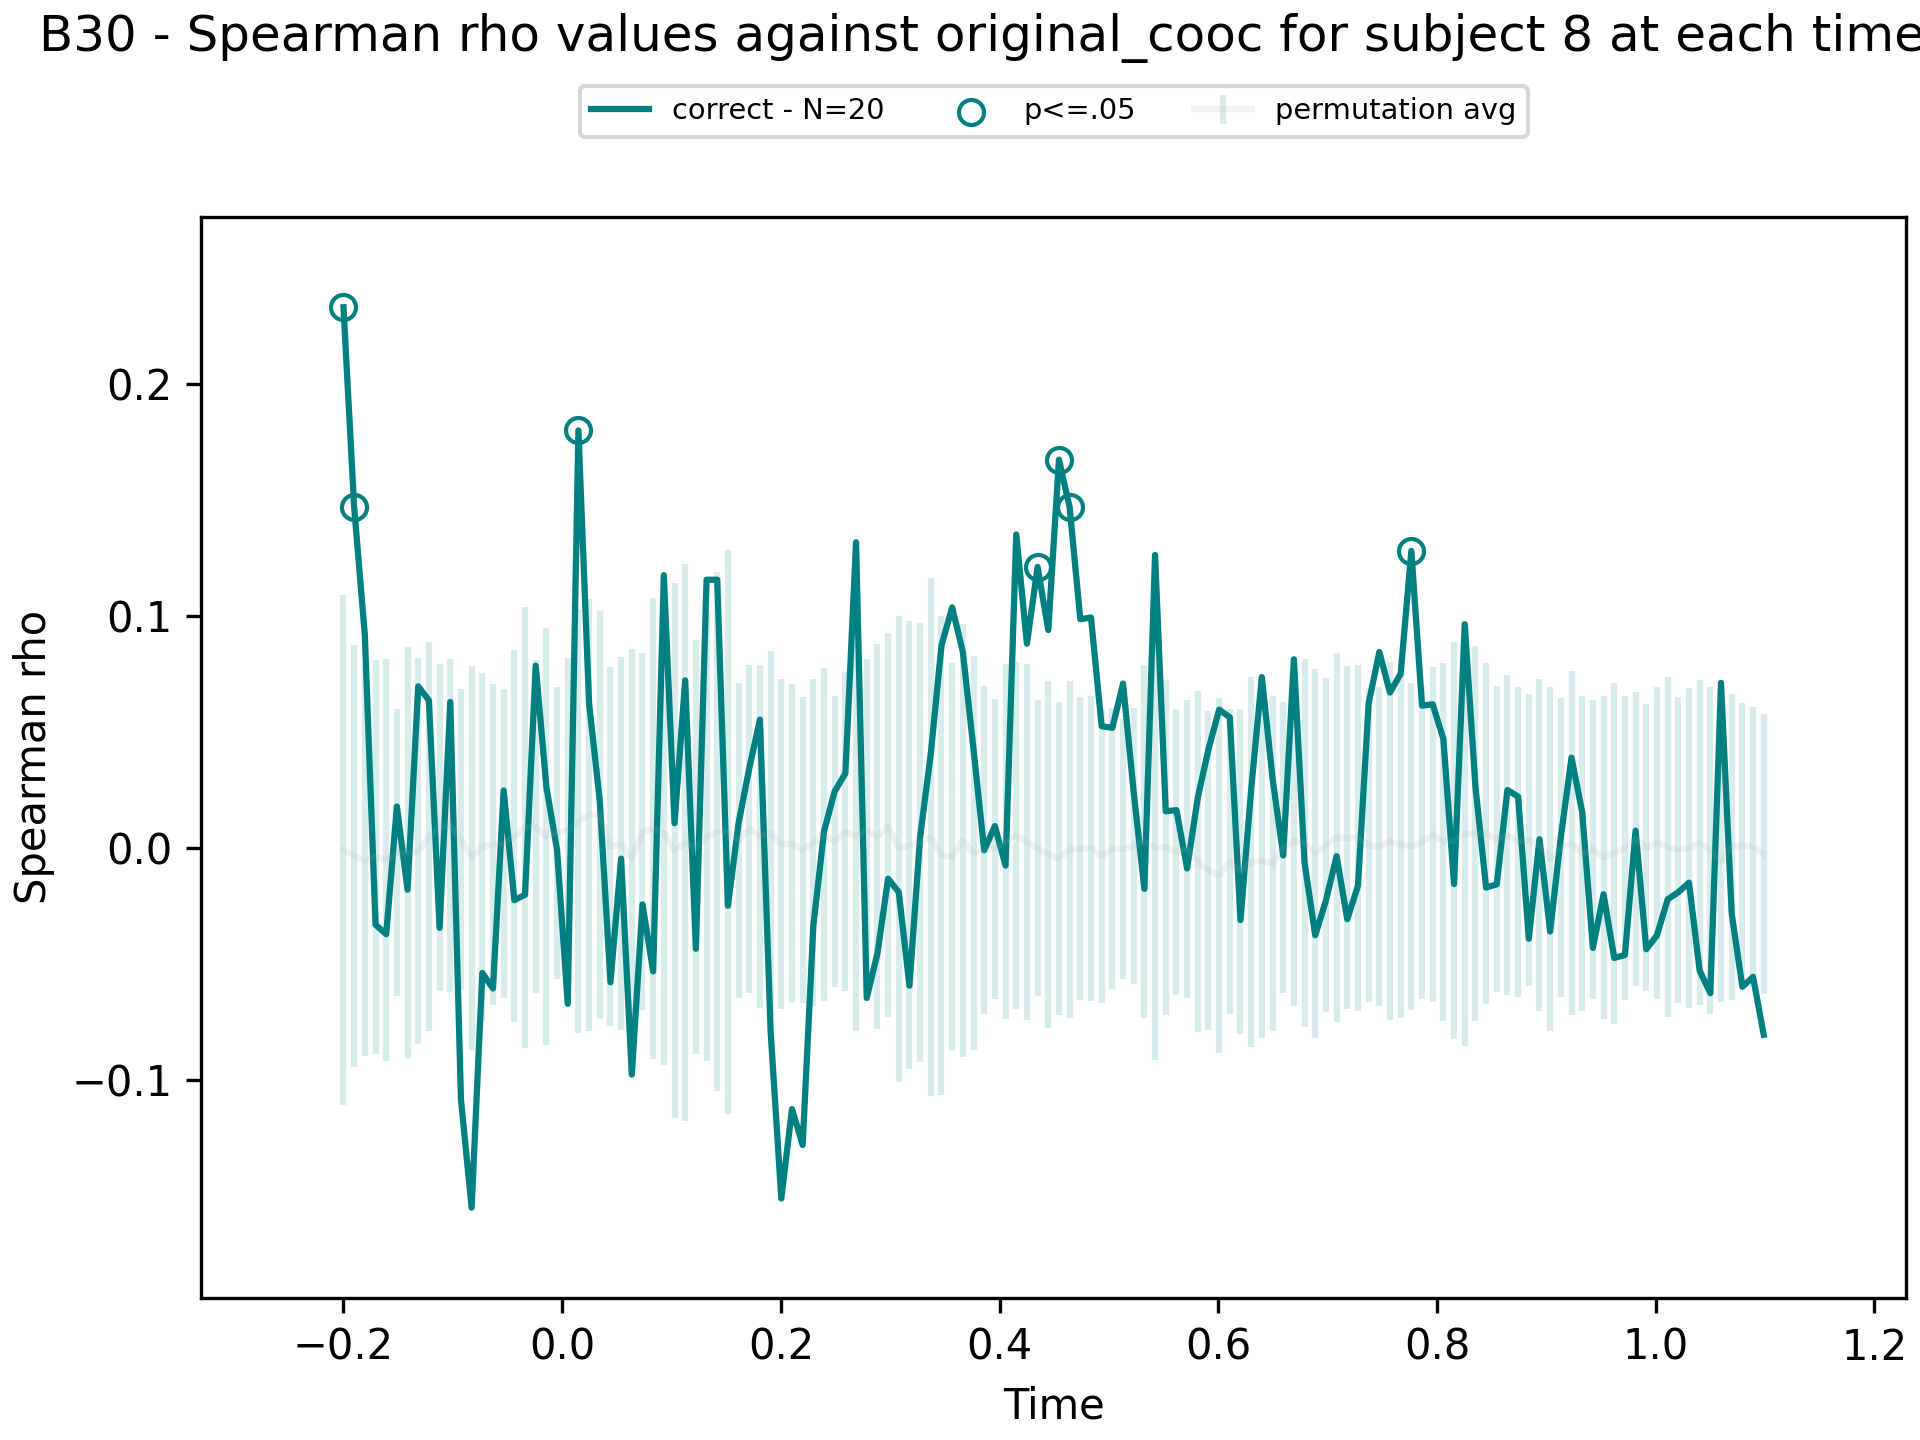 B30 - Spearman rho values against original_cooc for subject 8 at each time
correct - N=20 p<=.05 permutation avg
Spearman rho
0.2
0.1
0.0
−0.1
−0.2 0.0 0.2 0.4 0.6 0.8 1.0 1.2
Time